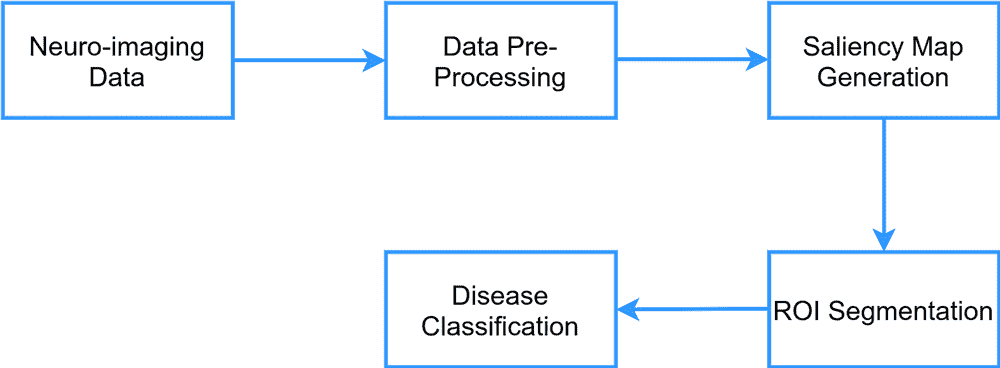 Neuro-imaging
Data
Data Pre-
Processing
Saliency Map
Generation
Disease
Classification
ROI Segmentation